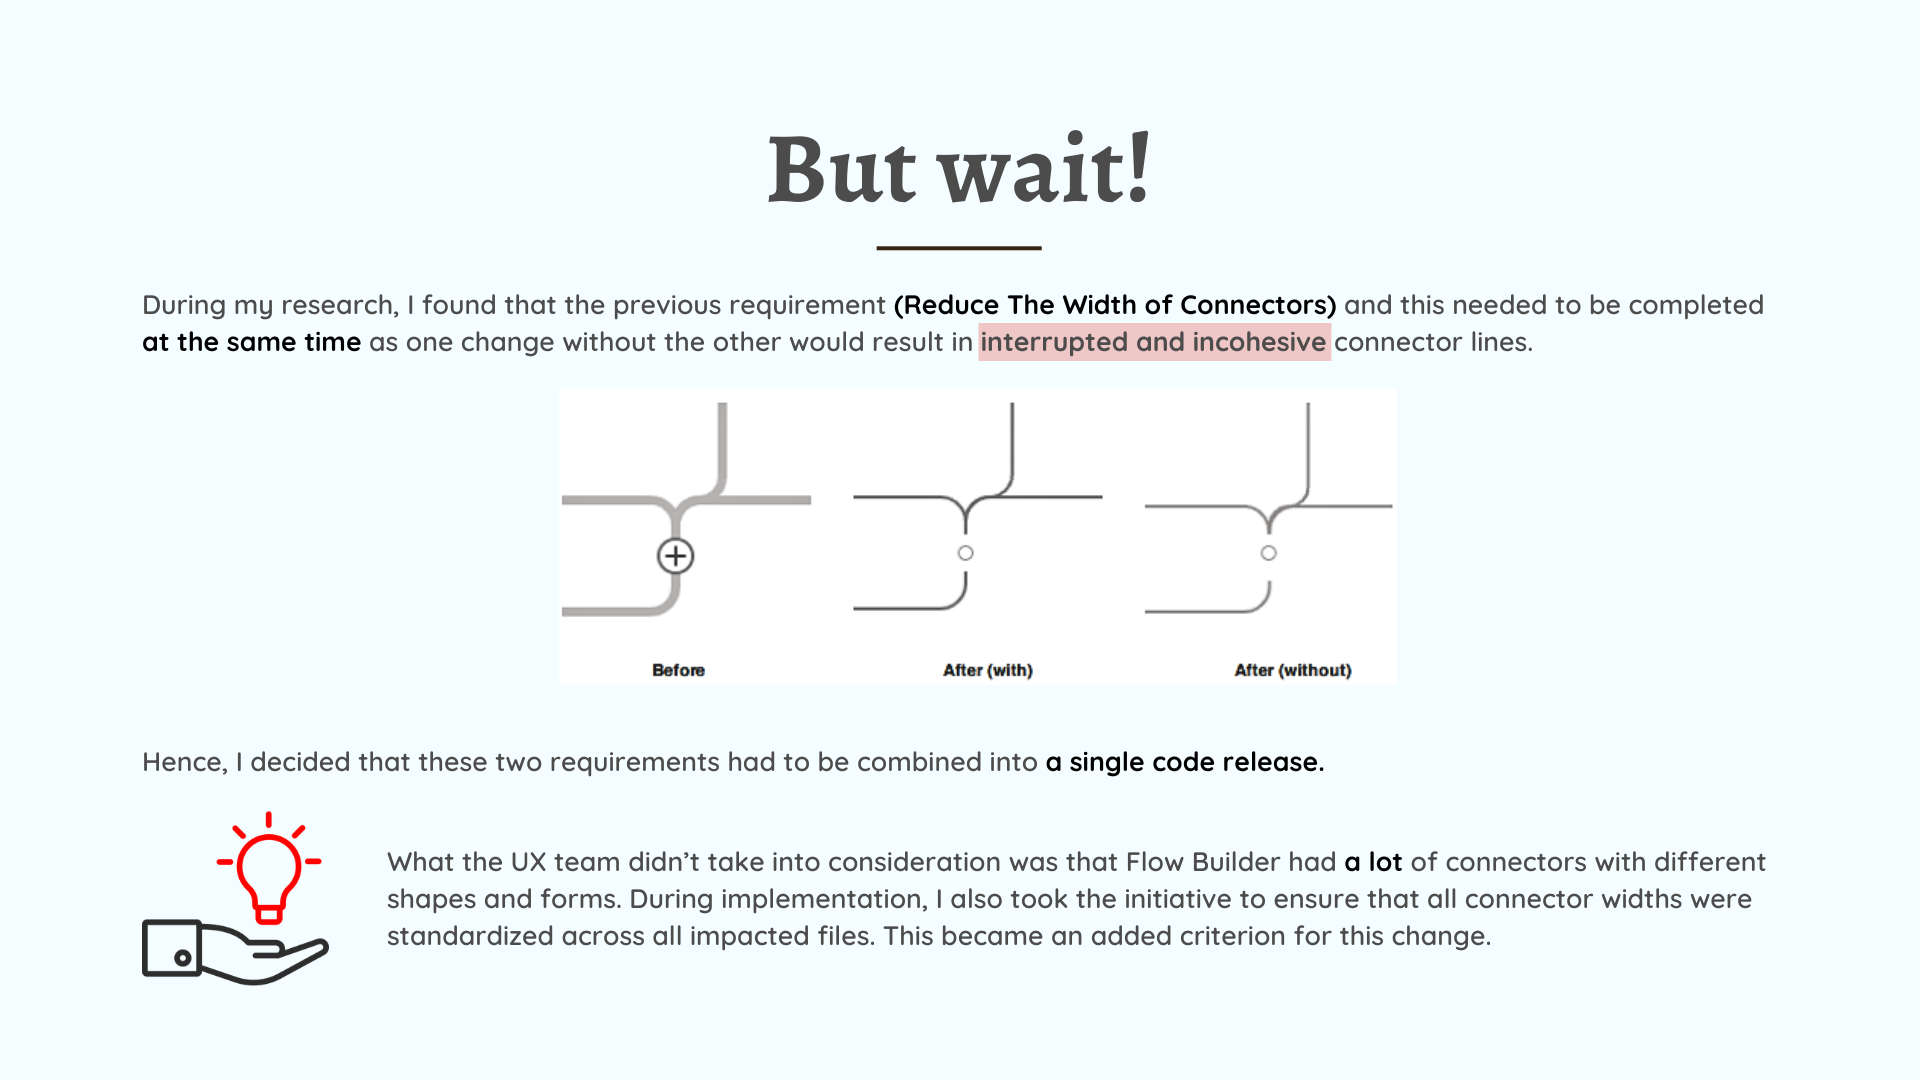 But wait!
During my research, I found that the previous requirement (Reduce The Width of Connectors) and this needed to be completed
at the same time as one change without the other would result in interrupted and incohesive connector lines.
Before
After (with)
After (without)
Hence, I decided that these two requirements had to be combined into a single code release.
What the UX team didn’t take into consideration was that Flow Builder had a lot of connectors with different
shapes and forms. During implementation, I also took the initiative to ensure that all connector widths were
standardized across all impacted files. This became an added criterion for this change.